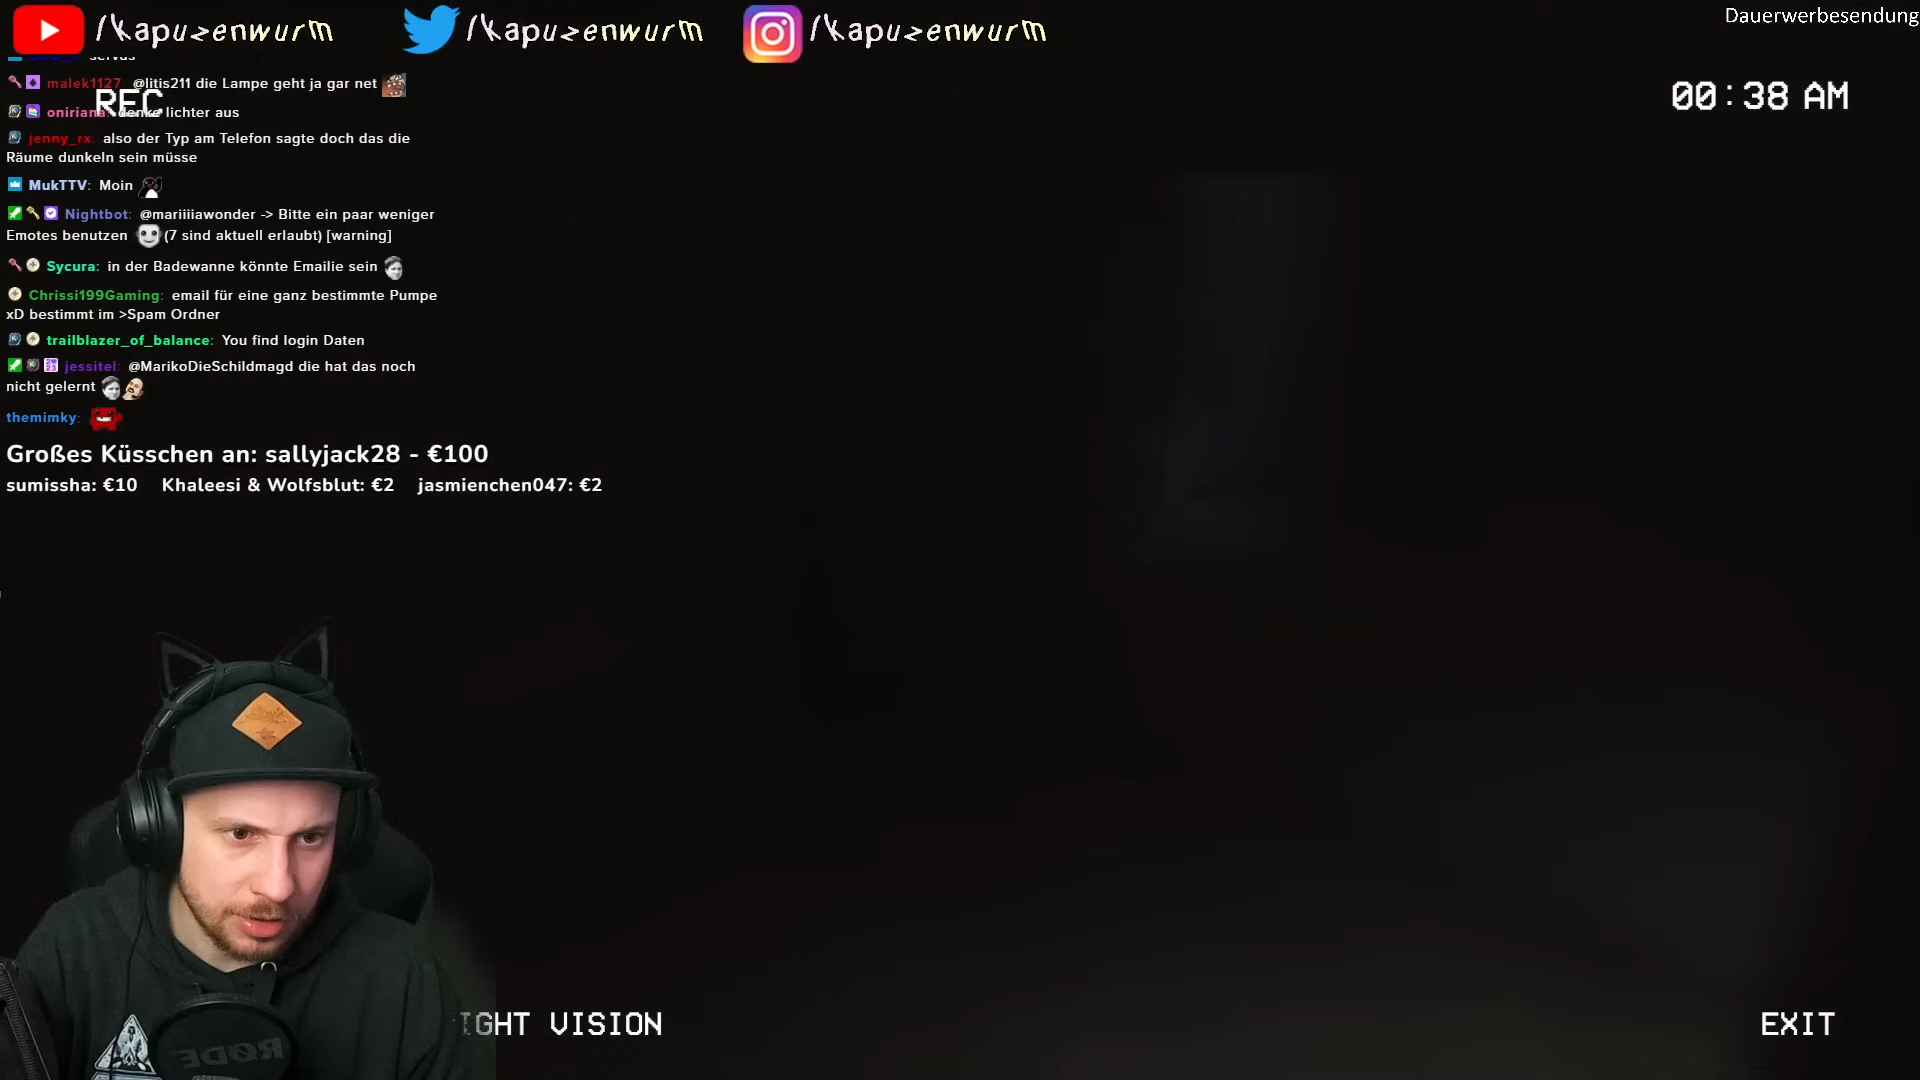 /kapuzenwurm /kapuzenwurm /kapuzenwurm
Dauerwerbesendung
servus
malek1127: @litis211 die Lampe geht ja gar net
REC
oniriana: denke lichter aus
00:38 AM
jenny_rx: also der Typ am Telefon sagte doch das die
Räume dunkeln sein müsse
MukTTV: Moin
Nightbot: @mariiiiawonder -> Bitte ein paar weniger
Emotes benutzen (7 sind aktuell erlaubt) [warning]
Sycura: in der Badewanne könnte Emailie sein
Chrissi199Gaming: email für eine ganz bestimmte Pumpe
xD bestimmt im >Spam Ordner
trailblazer_of_balance: You find login Daten
jessitel: @MarikoDieSchildmagd die hat das noch
nicht gelernt
themimky:
Großes Küsschen an: sallyjack28 - €100
sumissha: €10 Khaleesi & Wolfsblut: €2 jasmienchen047: €2
IGHT VISION
EXIT
RØDE